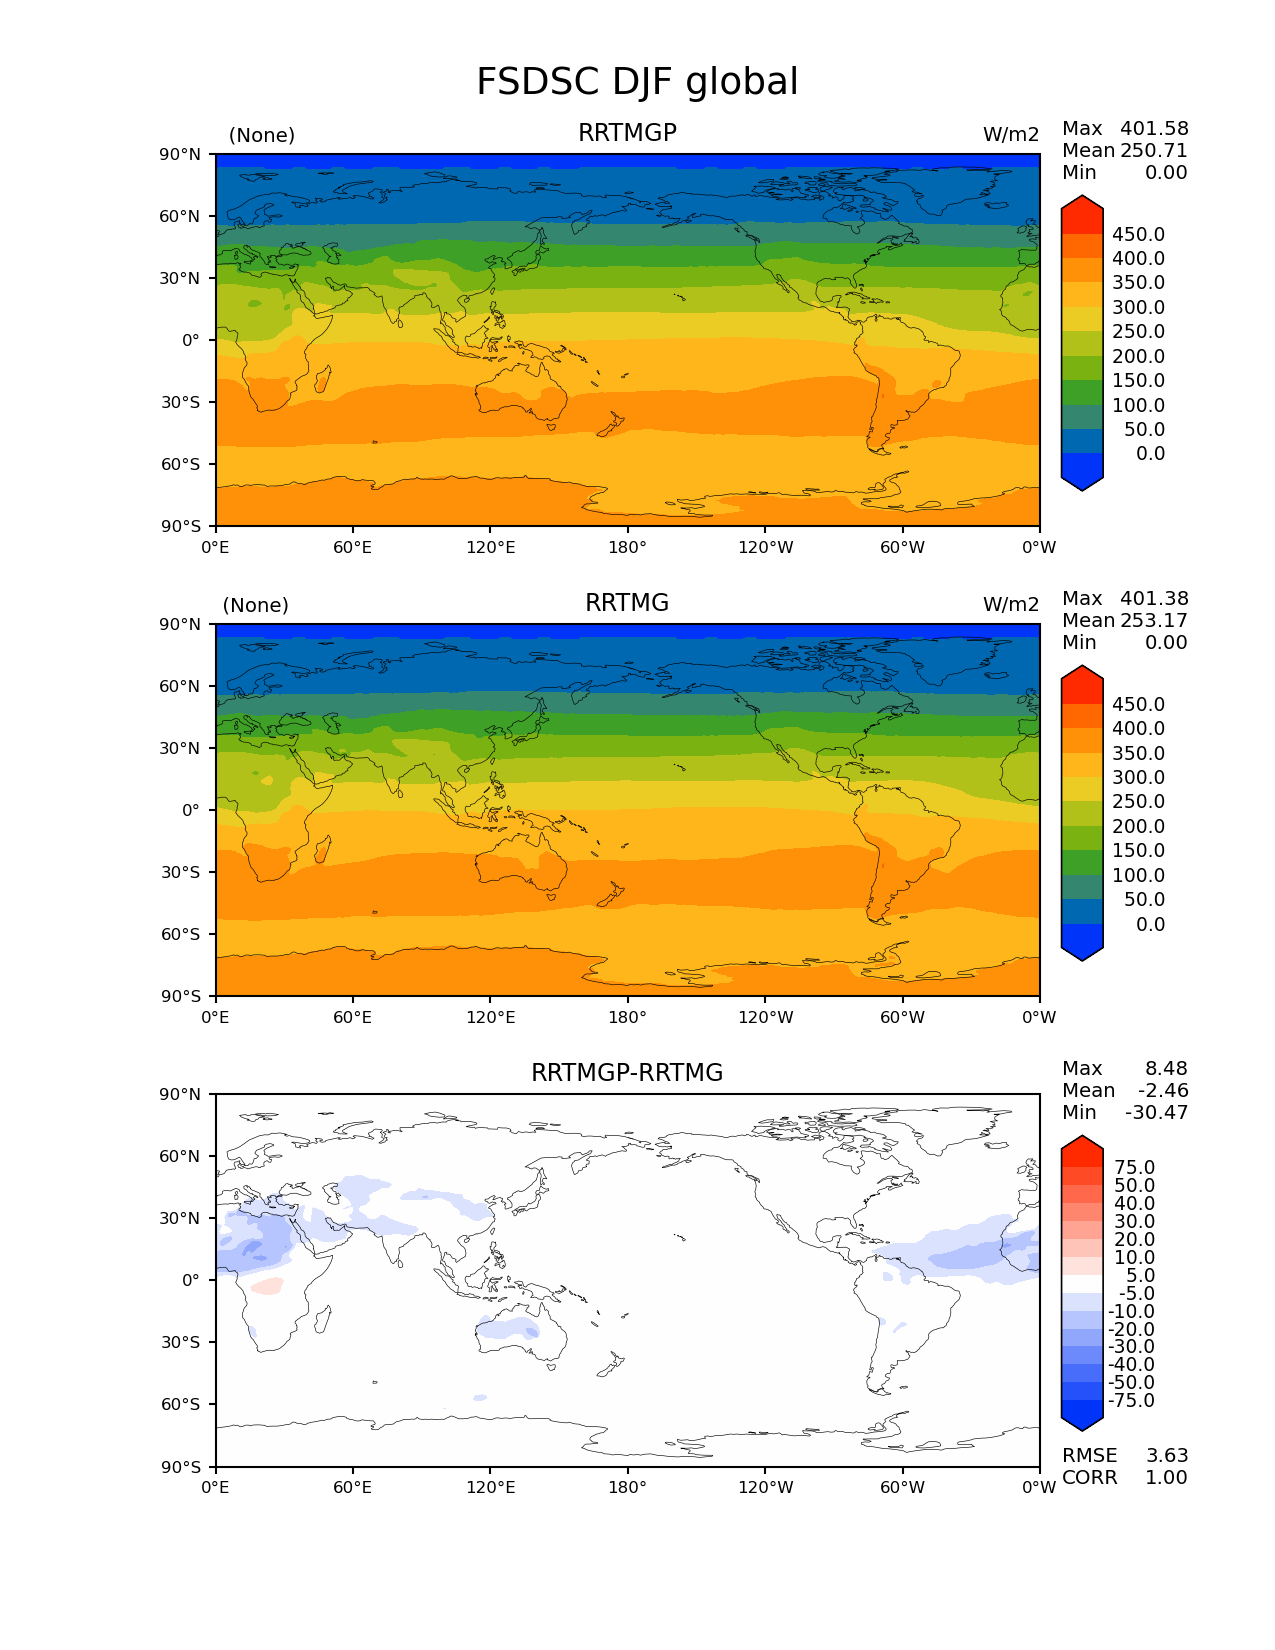 FSDSC DJF global
(None) RRTMGP W/m2
Max 401.58
Mean 250.71
Min 0.00
90°N
60°N
30°N
0°
30°S
60°S
90°S
0°E 60°E 120°E 180° 120°W 60°W 0°W
450.0
400.0
350.0
300.0
250.0
200.0
150.0
100.0
50.0
0.0
(None) RRTMG W/m2
Max 401.38
Mean 253.17
Min 0.00
90°N
60°N
30°N
0°
30°S
60°S
90°S
0°E 60°E 120°E 180° 120°W 60°W 0°W
450.0
400.0
350.0
300.0
250.0
200.0
150.0
100.0
50.0
0.0
RRTMGP-RRTMG
Max 8.48
Mean -2.46
Min -30.47
90°N
60°N
30°N
0°
30°S
60°S
90°S
0°E 60°E 120°E 180° 120°W 60°W 0°W
75.0
50.0
40.0
30.0
20.0
10.0
5.0
-5.0
-10.0
-20.0
-30.0
-40.0
-50.0
-75.0
RMSE 3.63
CORR 1.00